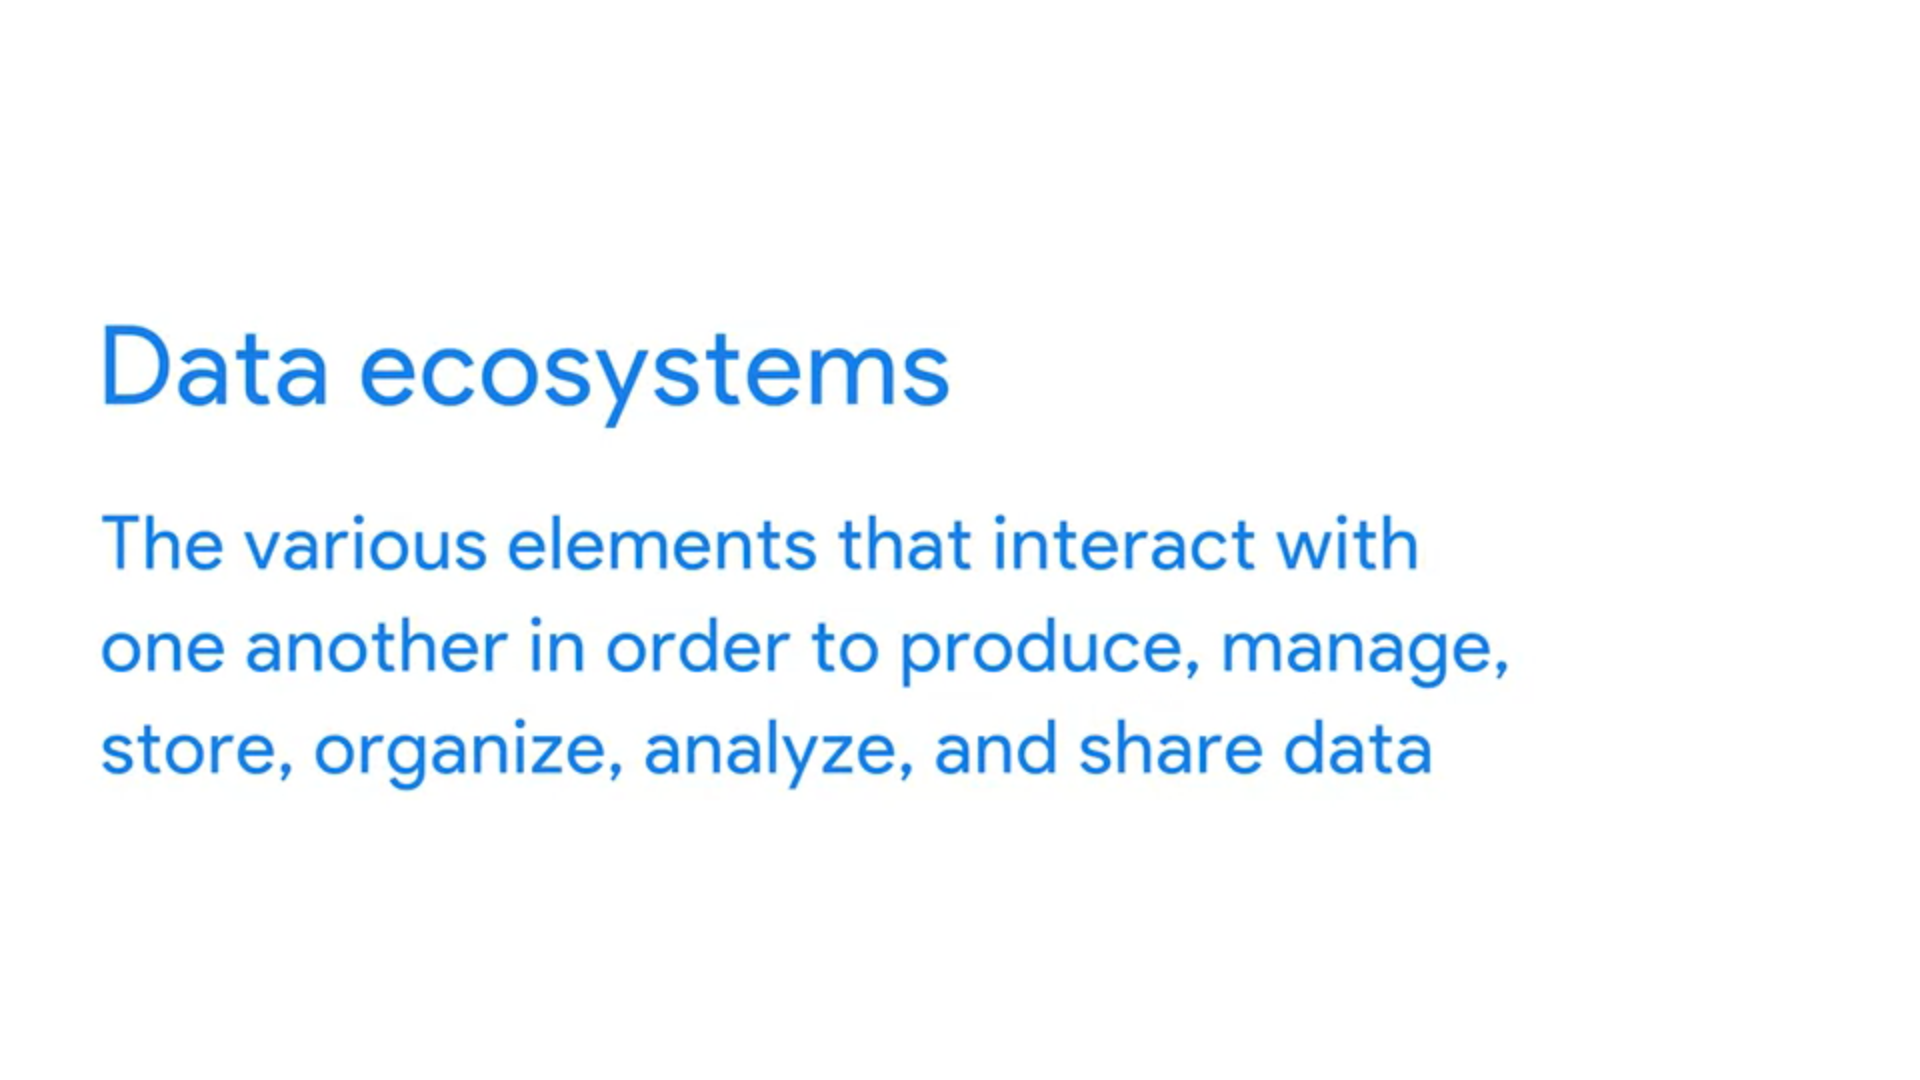 Data ecosystems
The various elements that interact with
one another in order to produce, manage,
store, organize, analyze, and share data